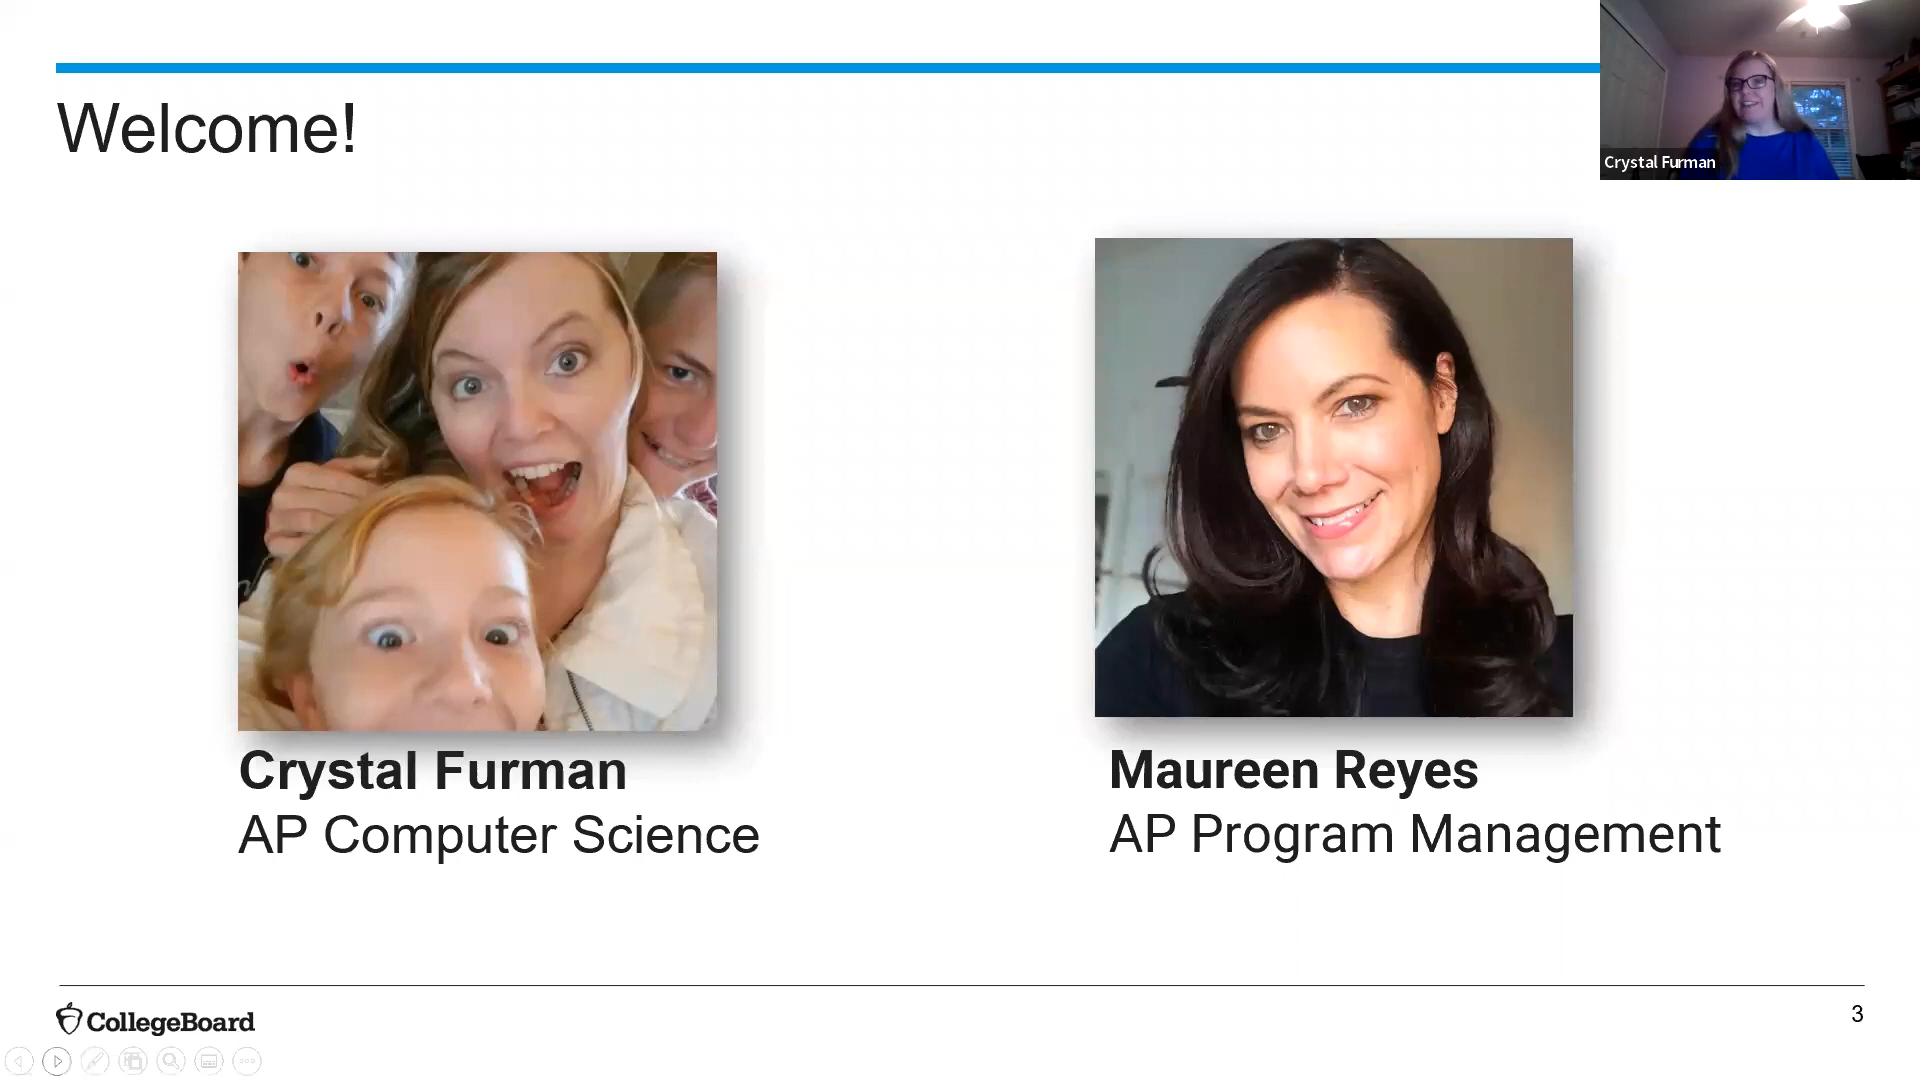 Welcome!
Crystal Furman
Crystal Furman
AP Computer Science
Maureen Reyes
AP Program Management
CollegeBoard
3